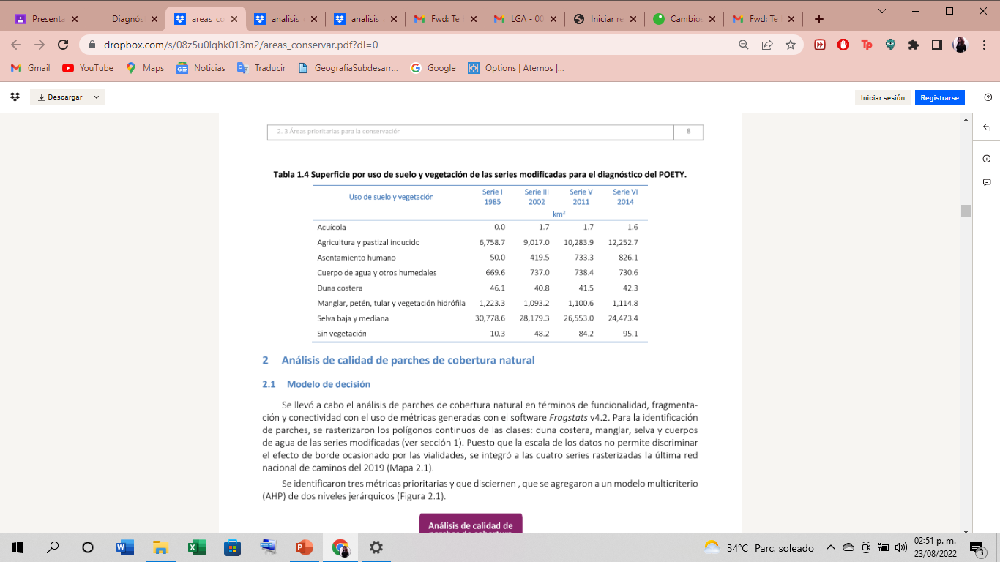 Presenta
Diagnós
areas_co
analisis_
analisis_
Fwd: Te
LGA - 00
Iniciar re
Cambio
Fwd: Te
dropbox.com/s/08z5u0lqhk013m2/areas_conservar.pdf?dl=0
Gmail YouTube Maps Noticias Traducir GeografiaSubdesarr... Google Options | Aternos |...
Descargar
Iniciar sesión
Registrarse
2. 3 Áreas prioritarias para la conservación 8
Tabla 1.4 Superficie por uso de suelo y vegetación de las series modificadas para el diagnóstico del POETY.
Uso de suelo y vegetación Serie I Serie III Serie V Serie VI
1985 2002 2011 2014
km²
Acuícola 0.0 1.7 1.7 1.6
Agricultura y pastizal inducido 6,758.7 9,017.0 10,283.9 12,252.7
Asentamiento humano 50.0 419.5 733.3 826.1
Cuerpo de agua y otros humedales 669.6 737.0 738.4 730.6
Duna costera 46.1 40.8 41.5 42.3
Manglar, petén, tular y vegetación hidrófila 1,223.3 1,093.2 1,100.6 1,114.8
Selva baja y mediana 30,778.6 28,179.3 26,553.0 24,473.4
Sin vegetación 10.3 48.2 84.2 95.1
2 Análisis de calidad de parches de cobertura natural
2.1 Modelo de decisión
Se llevó a cabo el análisis de parches de cobertura natural en términos de funcionalidad, fragmenta-
ción y conectividad con el uso de métricas generadas con el software Fragstats v4.2. Para la identificación
de parches, se rasterizaron los polígonos continuos de las clases: duna costera, manglar, selva y cuerpos
de agua de las series modificadas (ver sección 1). Puesto que la escala de los datos no permite discriminar
el efecto de borde ocasionado por las vialidades, se integró a las cuatro series rasterizadas la última red
nacional de caminos del 2019 (Mapa 2.1).
Se identificaron tres métricas prioritarias y que disciernen , que se agregaron a un modelo multicriterio
(AHP) de dos niveles jerárquicos (Figura 2.1).
Análisis de calidad de
34°C Parc. soleado
02:51 p. m.
23/08/2022
3